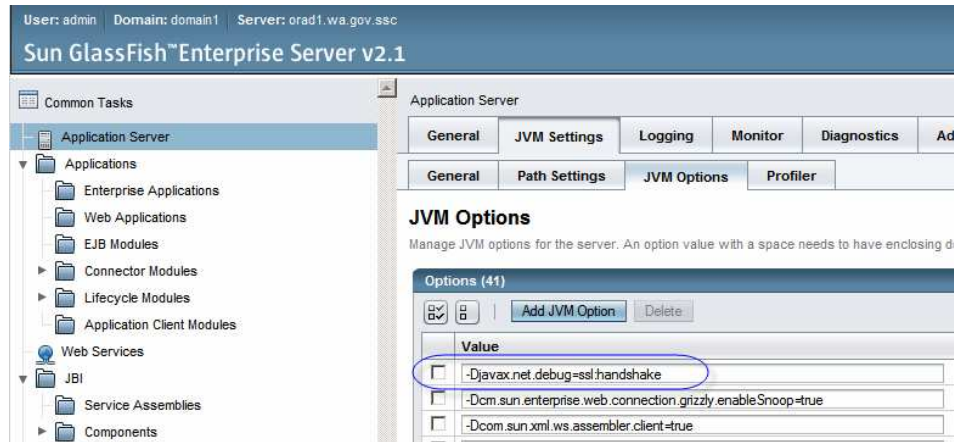 User: admin Domain: domain1 Server: orad1.wa.gov.ssc
Sun GlassFish™Enterprise Server v2.1
Common Tasks
Application Server
Applications
Enterprise Applications
Web Applications
EJB Modules
Connector Modules
Lifecycle Modules
Application Client Modules
Web Services
JBI
Service Assemblies
Components
Application Server
General JVM Settings Logging Monitor Diagnostics Ad
General Path Settings JVM Options Profiler
JVM Options
Manage JVM options for the server. An option value with a space needs to have enclosing d
Options (41)
Add JVM Option Delete
Value
-Djavax.net.debug=ssl:handshake
-Dcm.sun.enterprise.web.connection.grizzly.enableSnoop=true
-Dcom.sun.xml.ws.assembler.client=true